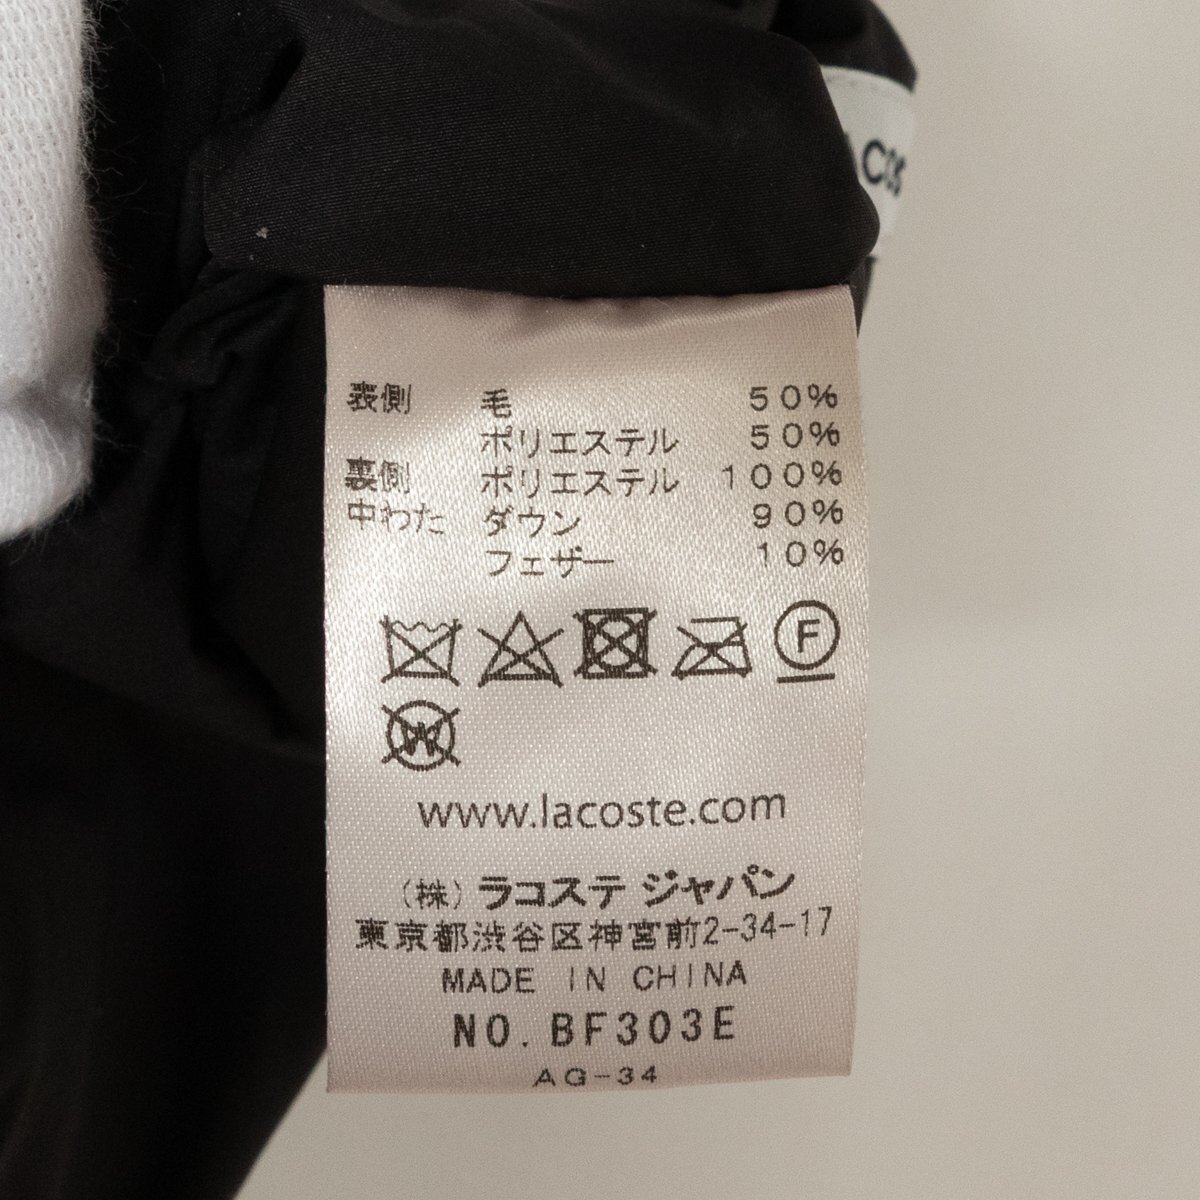 COS
表側 毛 50%
ポリエステル 50%
裏側 ポリエステル 100%
中わた ダウン 90%
フェザー 10%
F
W
www.lacoste.com
(株) ラコステ ジャパン
東京都渋谷区神宮前2-34-17
MADE IN CHINA
NO. BF303E
AG-34